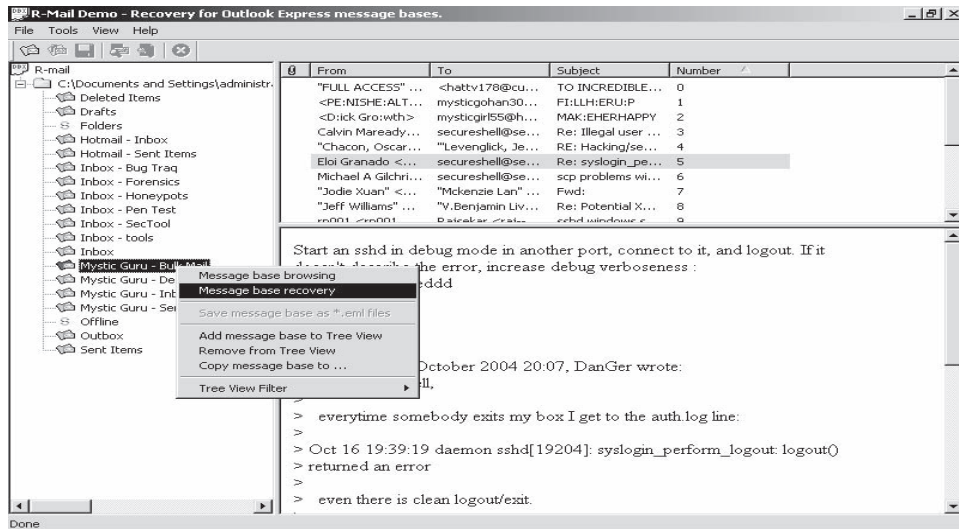 R-Mail Demo - Recovery for Outlook Express message bases.
File Tools View Help
R-mail
C:\Documents and Settings\administr
Deleted Items
Drafts
Folders
Hotmail - Inbox
Hotmail - Sent Items
Inbox - Bug Traq
Inbox - Forensics
Inbox - Honeypots
Inbox - Pen Test
Inbox - SecTool
Inbox - tools
Inbox
Mystic Guru - Bulk Mail
Mystic Guru - De
Mystic Guru - Int
Mystic Guru - Se
Offline
Outbox
Sent Items
Message base browsing
Message base recovery
Save message base as *.eml files
Add message base to Tree View
Remove from Tree View
Copy message base to ...
Tree View Filter
From To Subject Number
"FULL ACCESS" ... <hattv178@cu... TO INCREDIBLE... 0
<PE:NISHE:ALT... mysticgohan30... FI:LLH:ERU:P 1
<D:ick Gro:wth> mysticgirl55@h... MAK:EHERHAPPY 2
Calvin Maready... secureshell@se... Re: Illegal user ... 3
"Chacon, Oscar... "Levenglick, Je... RE: Hacking/se... 4
Eloi Granado <... secureshell@se... Re: syslogin_pe... 5
Michael A Gilchri... secureshell@se... scp problems wi... 6
"Jodie Xuan" <... "Mckenzie Lan" ... Fwd: 7
"Jeff Williams" ... "V.Benjamin Liv... Re: Potential X... 8
Start an sshd in debug mode in another port, connect to it, and logout. If it
doesn't describe the error, increase debug verboseness :
eddd
October 2004 20:07, DanGer wrote:
ll,
>
> everytime somebody exits my box I get to the auth.log line:
>
> Oct 16 19:39:19 daemon sshd[19204]: syslogin_perform_logout: logout()
> returned an error
>
> even there is clean logout/exit.
Done